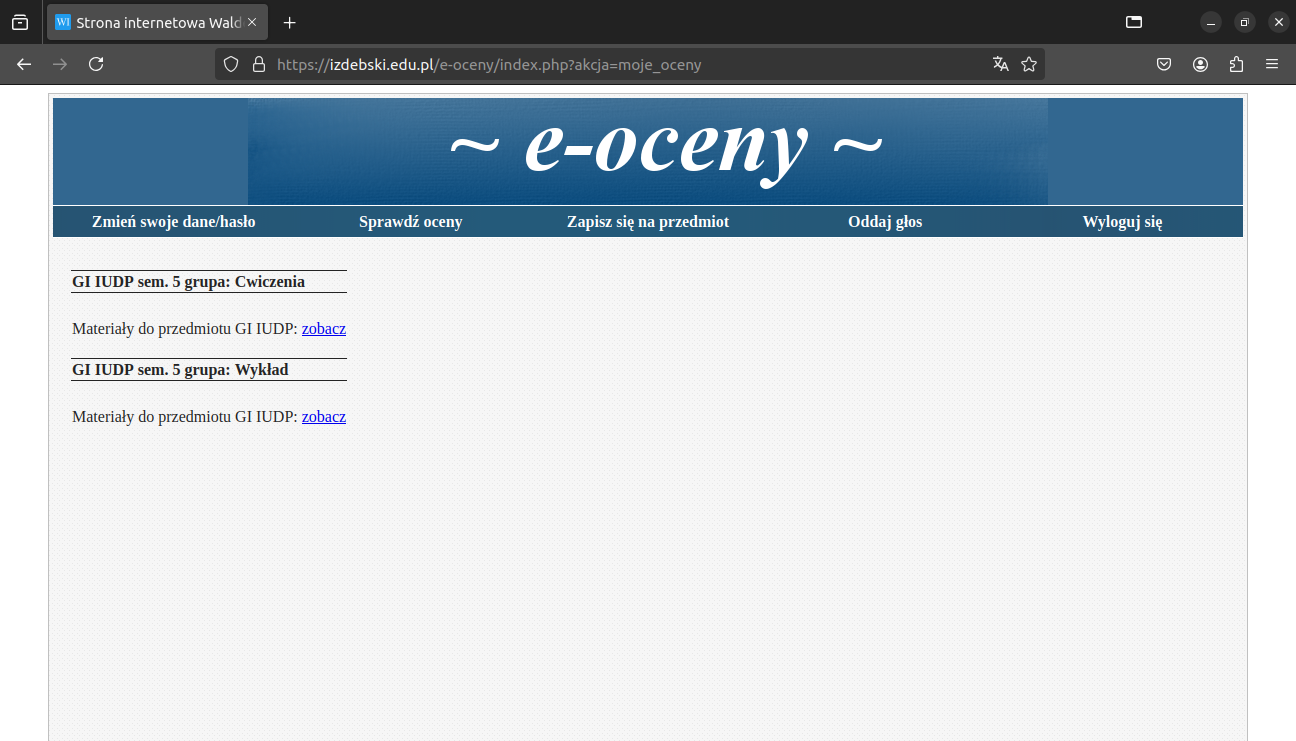 WI Strona internetowa Wald
https://izdebski.edu.pl/e-oceny/index.php?akcja=moje_oceny
~ e-oceny ~
Zmień swoje dane/hasło Sprawdź oceny Zapisz się na przedmiot Oddaj głos Wyloguj się
GI IUDP sem. 5 grupa: Cwiczenia
Materiały do przedmiotu GI IUDP: zobacz
GI IUDP sem. 5 grupa: Wykład
Materiały do przedmiotu GI IUDP: zobacz